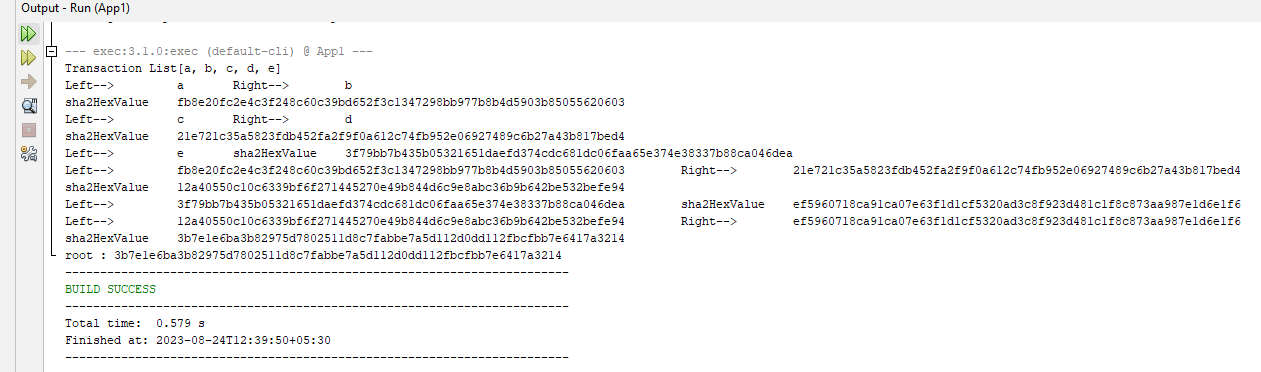 Output - Run (App1)
--- exec:3.1.0:exec (default-cli) @ App1 ---
Transaction List[a, b, c, d, e]
Left--> a Right--> b
sha2HexValue fb8e20fc2e4c3f248c60c39bd652f3c1347298bb977b8b4d5903b85055620603
Left--> c Right--> d
sha2HexValue 21e721c35a5823fdb452fa2f9f0a612c74fb952e06927489c6b27a43b817bed4
Left--> e sha2HexValue 3f79bb7b435b05321651daefd374cdc681dc06faa65e374e38337b88ca046dea
Left--> fb8e20fc2e4c3f248c60c39bd652f3c1347298bb977b8b4d5903b85055620603 Right--> 21e721c35a5823fdb452fa2f9f0a612c74fb952e06927489c6b27a43b817bed4
sha2HexValue 12a40550c10c6339bf6f271445270e49b844d6c9e8abc36b9b642be532befe94
Left--> 3f79bb7b435b05321651daefd374cdc681dc06faa65e374e38337b88ca046dea sha2HexValue ef5960718ca91ca07e63f1d1cf5320ad3c8f923d481c1f8c873aa987e1d6e1f6
Left--> 12a40550c10c6339bf6f271445270e49b844d6c9e8abc36b9b642be532befe94 Right--> ef5960718ca91ca07e63f1d1cf5320ad3c8f923d481c1f8c873aa987e1d6e1f6
sha2HexValue 3b7e1e6ba3b82975d7802511d8c7fabbe7a5d112d0dd112fbcfbb7e6417a3214
root : 3b7e1e6ba3b82975d7802511d8c7fabbe7a5d112d0dd112fbcfbb7e6417a3214
------------------------------------------------------------------------
BUILD SUCCESS
------------------------------------------------------------------------
Total time:  0.579 s
Finished at: 2023-08-24T12:39:50+05:30
------------------------------------------------------------------------